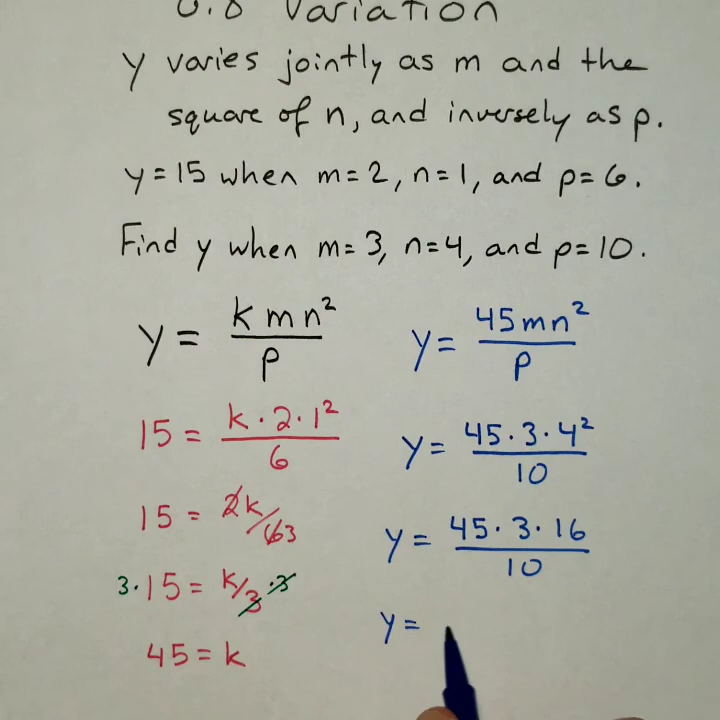 Variation
y varies jointly as m and the
square of n, and inversely as p.
y=15 when m=2, n=1, and p=6.
Find y when m=3, n=4, and p=10.
y = kmn²/p
15 = k·2·1²/6
15 = 2k/63
3·15 = k/3·3
45 = k
y = 45mn²/p
y = 45·3·4²/10
y = 45·3·16/10
y =